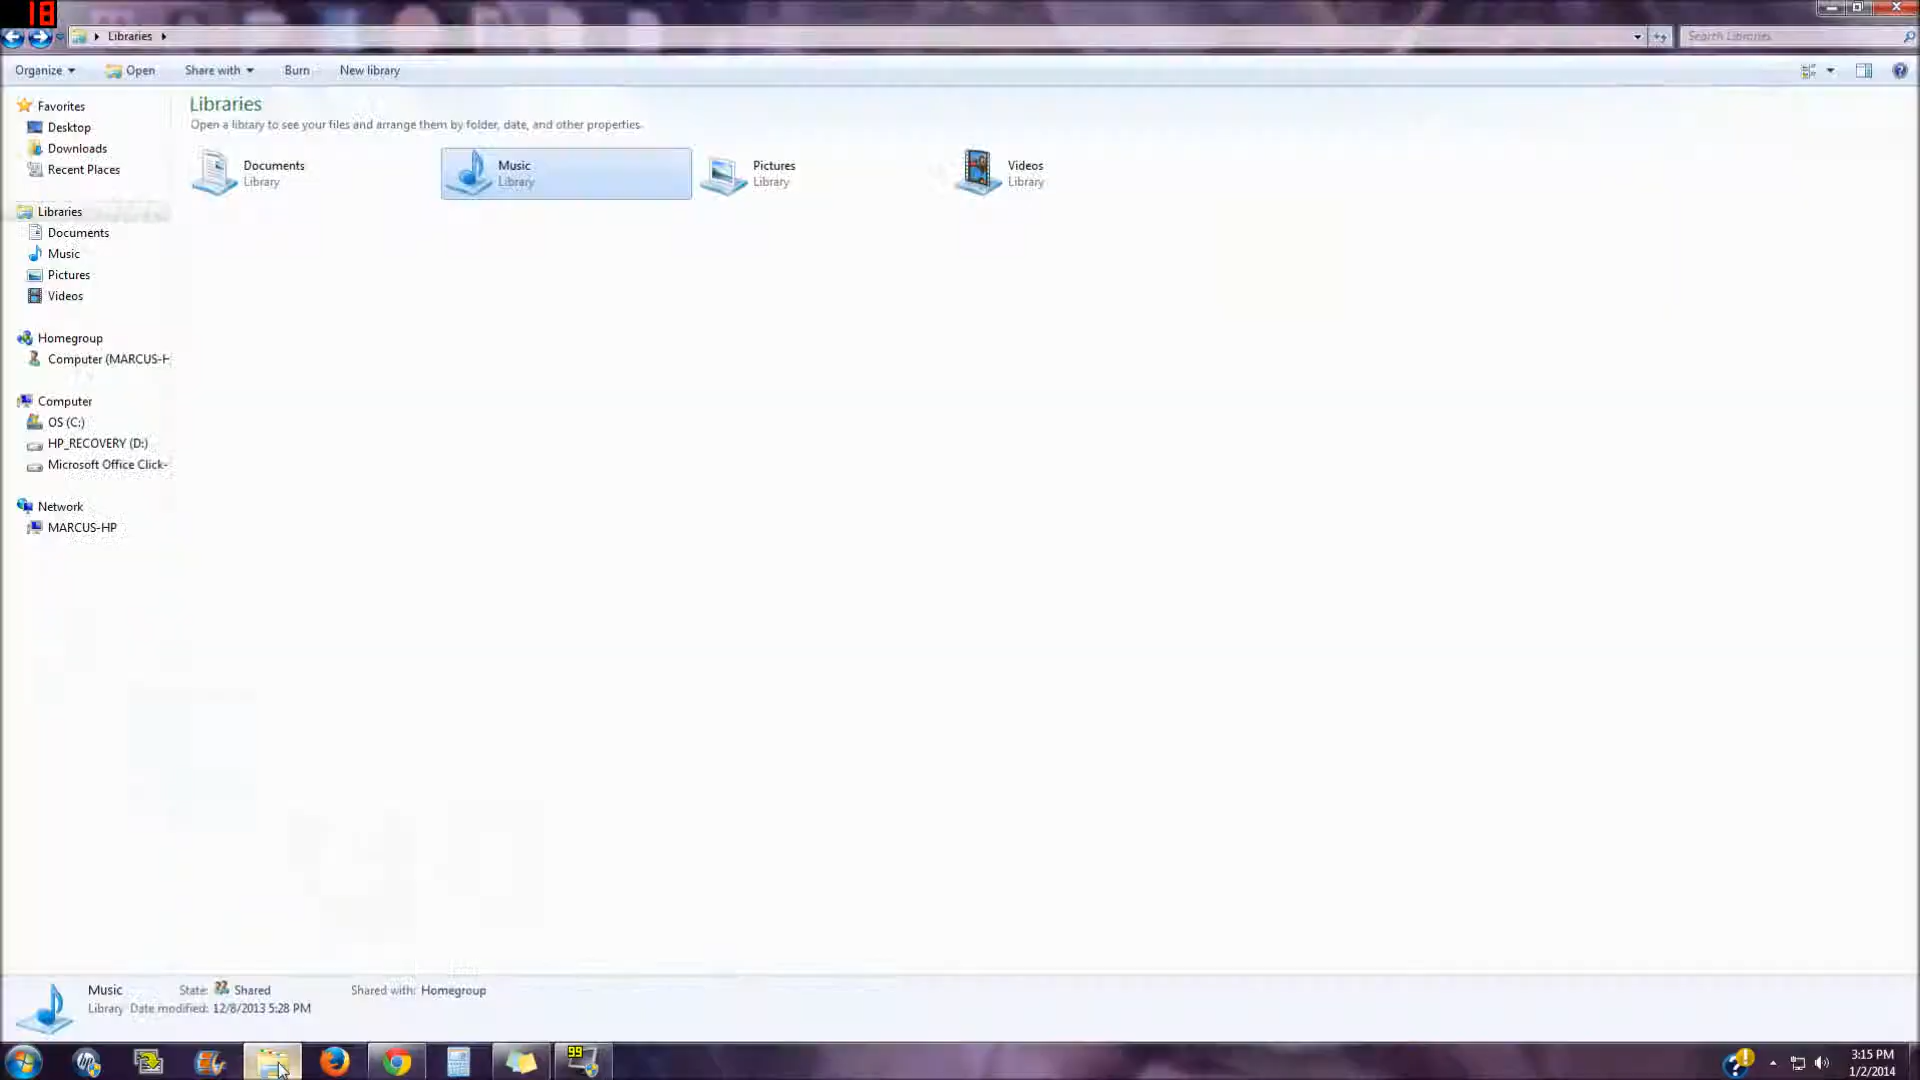 18
Libraries
Search Libraries
Organize Open Share with Burn New library
Favorites
Desktop
Downloads
Recent Places
Libraries
Documents
Music
Pictures
Videos
Homegroup
Computer (MARCUS-H
Computer
OS (C:)
HP_RECOVERY (D:)
Microsoft Office Click-
Network
MARCUS-HP
Libraries
Open a library to see your files and arrange them by folder, date, and other properties.
Documents
Library
Music
Library
Pictures
Library
Videos
Library
Music State: Shared Shared with: Homegroup
Library Date modified: 12/8/2013 5:28 PM
hp
99
3:15 PM
1/2/2014